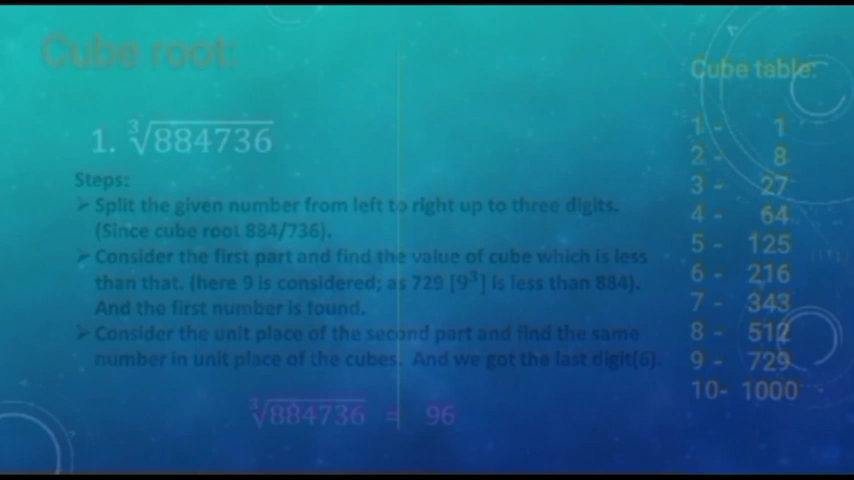 Cube root:
Cube table:
1. ∛884736
Steps:
➢ Split the given number from left to right up to three digits.
(Since cube root 884/736).
➢ Consider the first part and find the value of cube which is less
than that. (here 9 is considered; as 729 [9³] is less than 884).
And the first number is found.
➢ Consider the unit place of the second part and find the same
number in unit place of the cubes. And we got the last digit(6).
∛884736 = 96
1 - 1
2 - 8
3 - 27
4 - 64
5 - 125
6 - 216
7 - 343
8 - 512
9 - 729
10- 1000